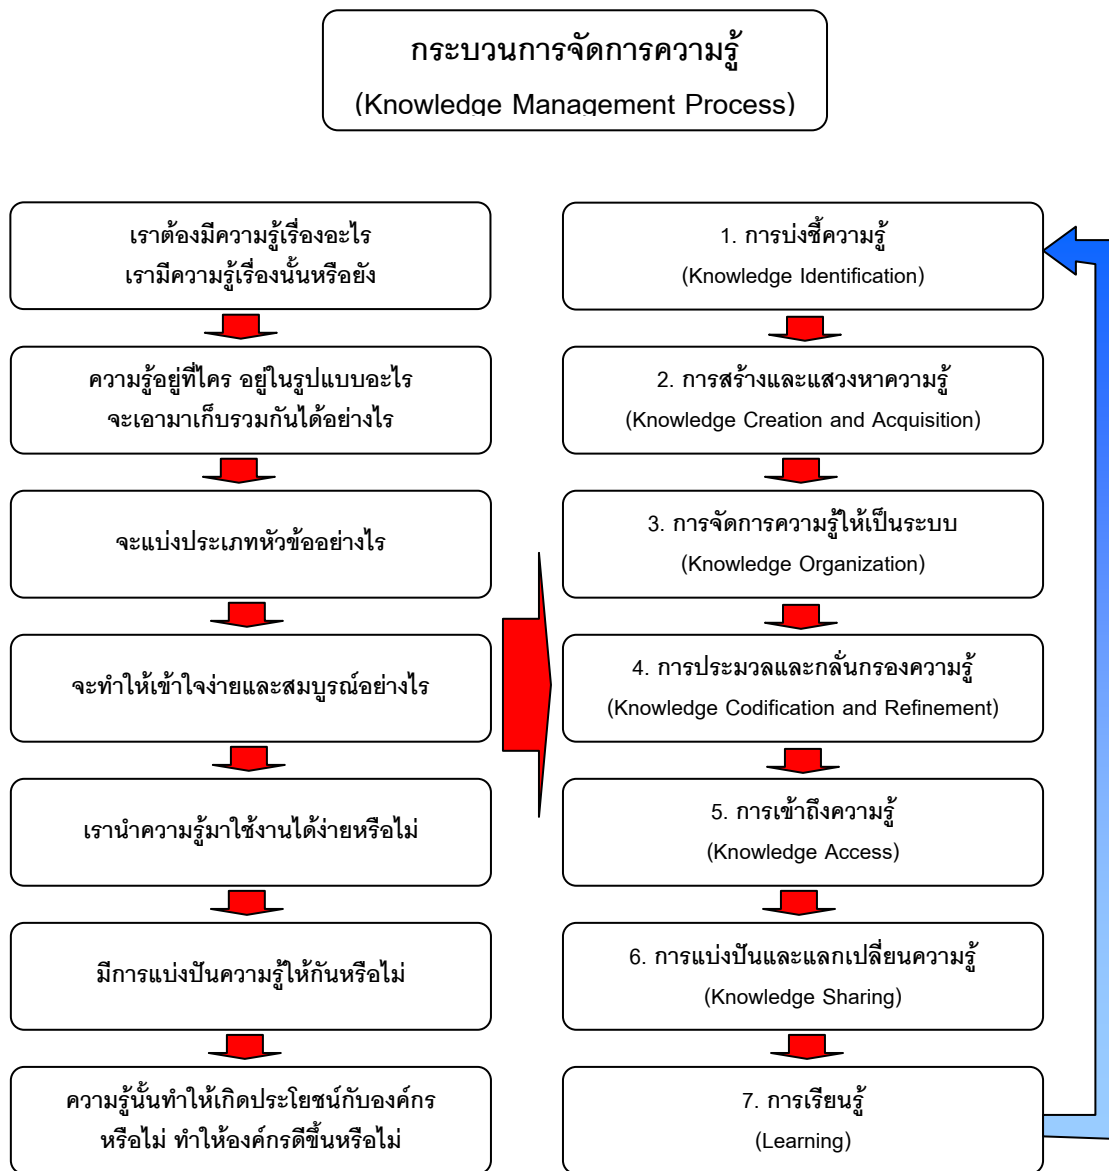 กระบวนการจัดการความรู้
(Knowledge Management Process)
เราต้องมีความรู้เรื่องอะไร
เรามีความรู้เรื่องนั้นหรือยัง
ความรู้อยู่ที่ใคร อยู่ในรูปแบบอะไร
จะเอามาเก็บรวมกันได้อย่างไร
จะแบ่งประเภทหัวข้ออย่างไร
จะทำให้เข้าใจง่ายและสมบูรณ์อย่างไร
เรานำความรู้มาใช้งานได้ง่ายหรือไม่
มีการแบ่งปันความรู้ให้กันหรือไม่
ความรู้นั้นทำให้เกิดประโยชน์กับองค์กร
หรือไม่ ทำให้องค์กรดีขึ้นหรือไม่
1. การบ่งชี้ความรู้
(Knowledge Identification)
2. การสร้างและแสวงหาความรู้
(Knowledge Creation and Acquisition)
3. การจัดการความรู้ให้เป็นระบบ
(Knowledge Organization)
4. การประมวลและกลั่นกรองความรู้
(Knowledge Codification and Refinement)
5. การเข้าถึงความรู้
(Knowledge Access)
6. การแบ่งปันและแลกเปลี่ยนความรู้
(Knowledge Sharing)
7. การเรียนรู้
(Learning)